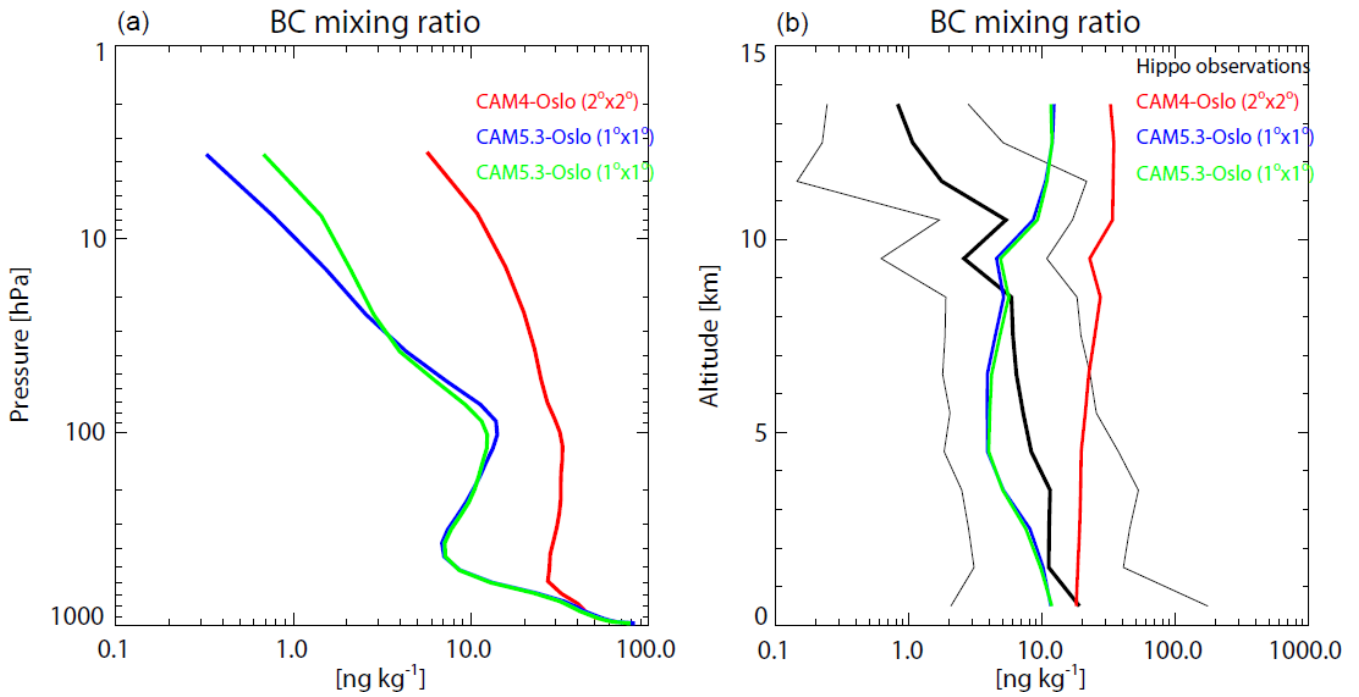 (a) BC mixing ratio
1
10
100
1000
Pressure [hPa]
CAM4-Oslo (2°x2°)
CAM5.3-Oslo (1°x1°)
CAM5.3-Oslo (1°x1°)
0.1 1.0 10.0 100.0
[ng kg⁻¹]
(b) BC mixing ratio
15
10
5
0
Altitude [km]
Hippo observations
CAM4-Oslo (2°x2°)
CAM5.3-Oslo (1°x1°)
CAM5.3-Oslo (1°x1°)
0.1 1.0 10.0 100.0 1000.0
[ng kg⁻¹]